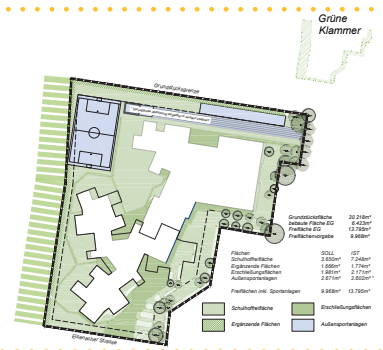 Grüne
Klammer
Grundstücksgrenze
Grundstücksfläche 20.218m²
bebaute Fläche EG 6.423m²
Freifläche EG 13.795m²
Freiflächenvorgabe 9.968m²
Flächen SOLL IST
Schulhoffreifläche 3.650m² 7.248m²
Ergänzende Flächen 1.666m² 1.774m²
Erschließungsflächen 1.981m² 2.171m²
Außensportanlagen 2.671m² 2.602m²
Freiflächen inkl. Sportanlagen 9.968m² 13.795m²
Schulhoffreifläche
Erschließungsflächen
Ergänzende Flächen
Außensportanlagen